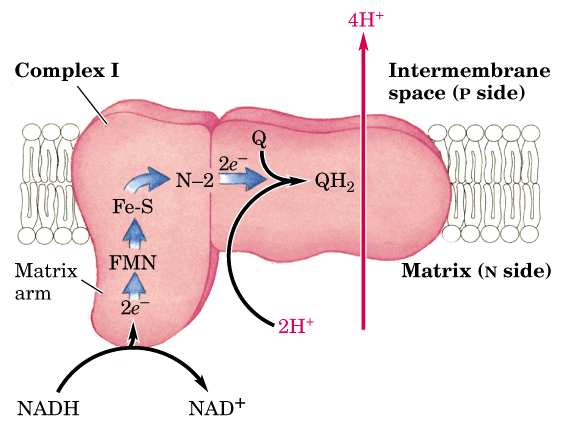 4H⁺
Complex I
Intermembrane
space (P side)
Q
2e⁻
N–2
QH₂
Fe-S
FMN
Matrix
arm
Matrix (N side)
2e⁻
2H⁺
NADH
NAD⁺